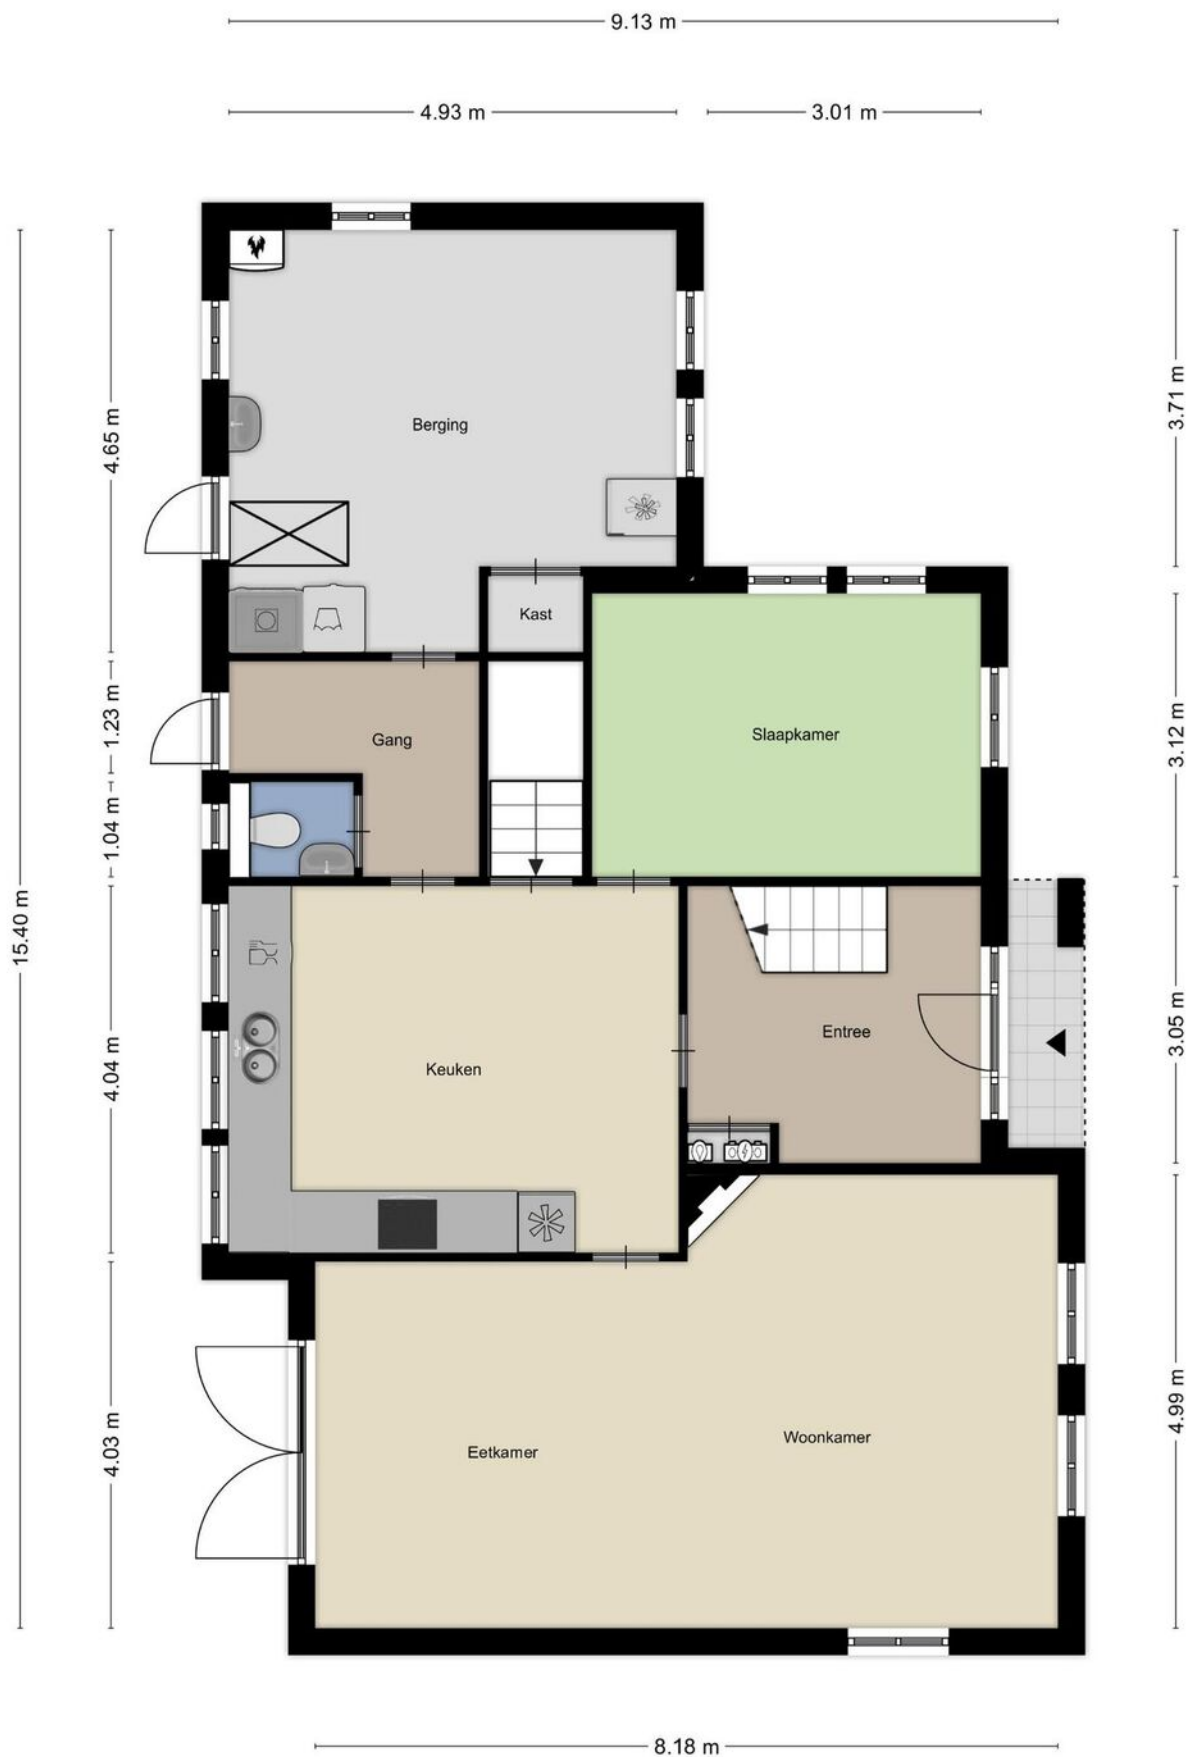 9.13 m
4.93 m
3.01 m
15.40 m
4.65 m
1.23 m
1.04 m
4.04 m
4.03 m
3.71 m
3.12 m
3.05 m
4.99 m
Berging
Kast
Gang
Slaapkamer
Keuken
Entree
Eetkamer
Woonkamer
8.18 m